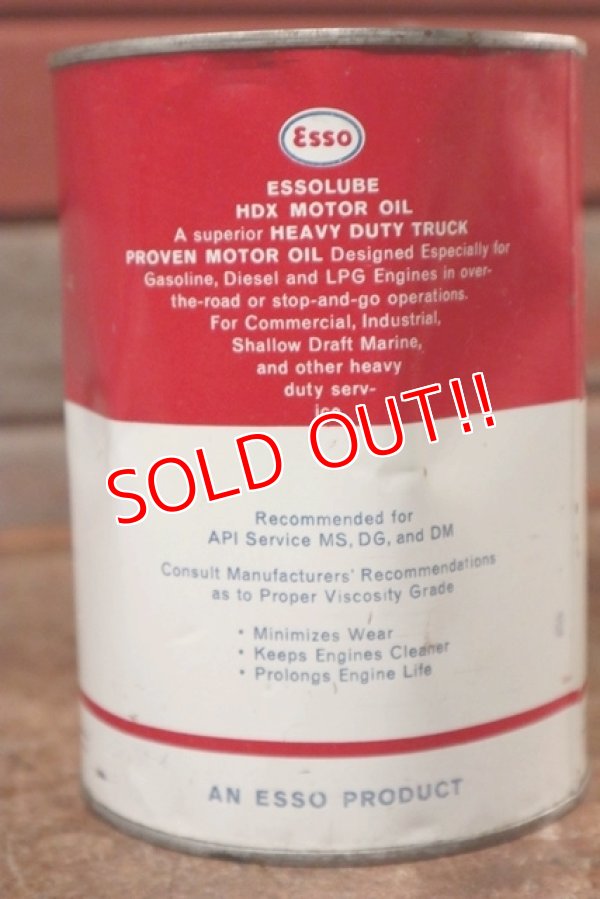 Esso
ESSOLUBE
HDX MOTOR OIL
A superior HEAVY DUTY TRUCK
PROVEN MOTOR OIL Designed Especially for
Gasoline, Diesel and LPG Engines in over-
the-road or stop-and-go operations.
For Commercial, Industrial,
Shallow Draft Marine,
and other heavy
duty serv-
ice.
SOLD OUT!!
Recommended for
API Service MS, DG, and DM
Consult Manufacturers' Recommendations
as to Proper Viscosity Grade
• Minimizes Wear
• Keeps Engines Cleaner
• Prolongs Engine Life
AN ESSO PRODUCT